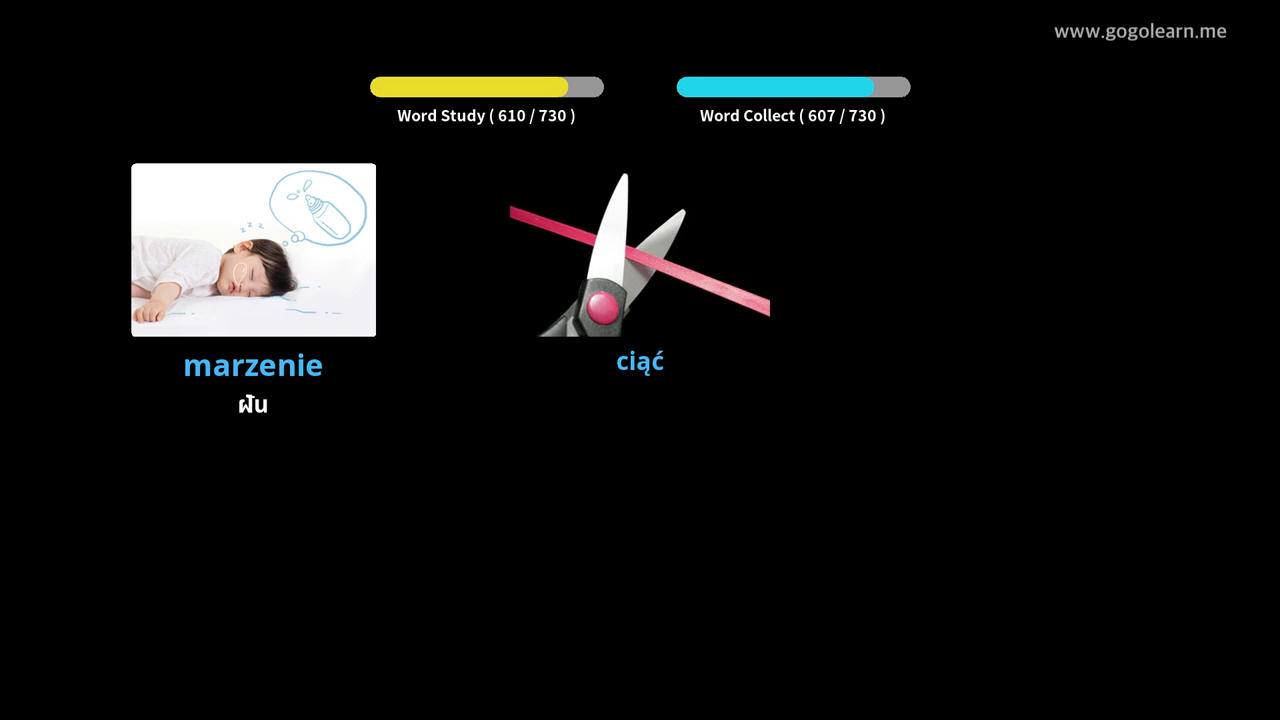 www.gogolearn.me
Word Study ( 610 / 730 )
Word Collect ( 607 / 730 )
marzenie
ฝัน
ciąć